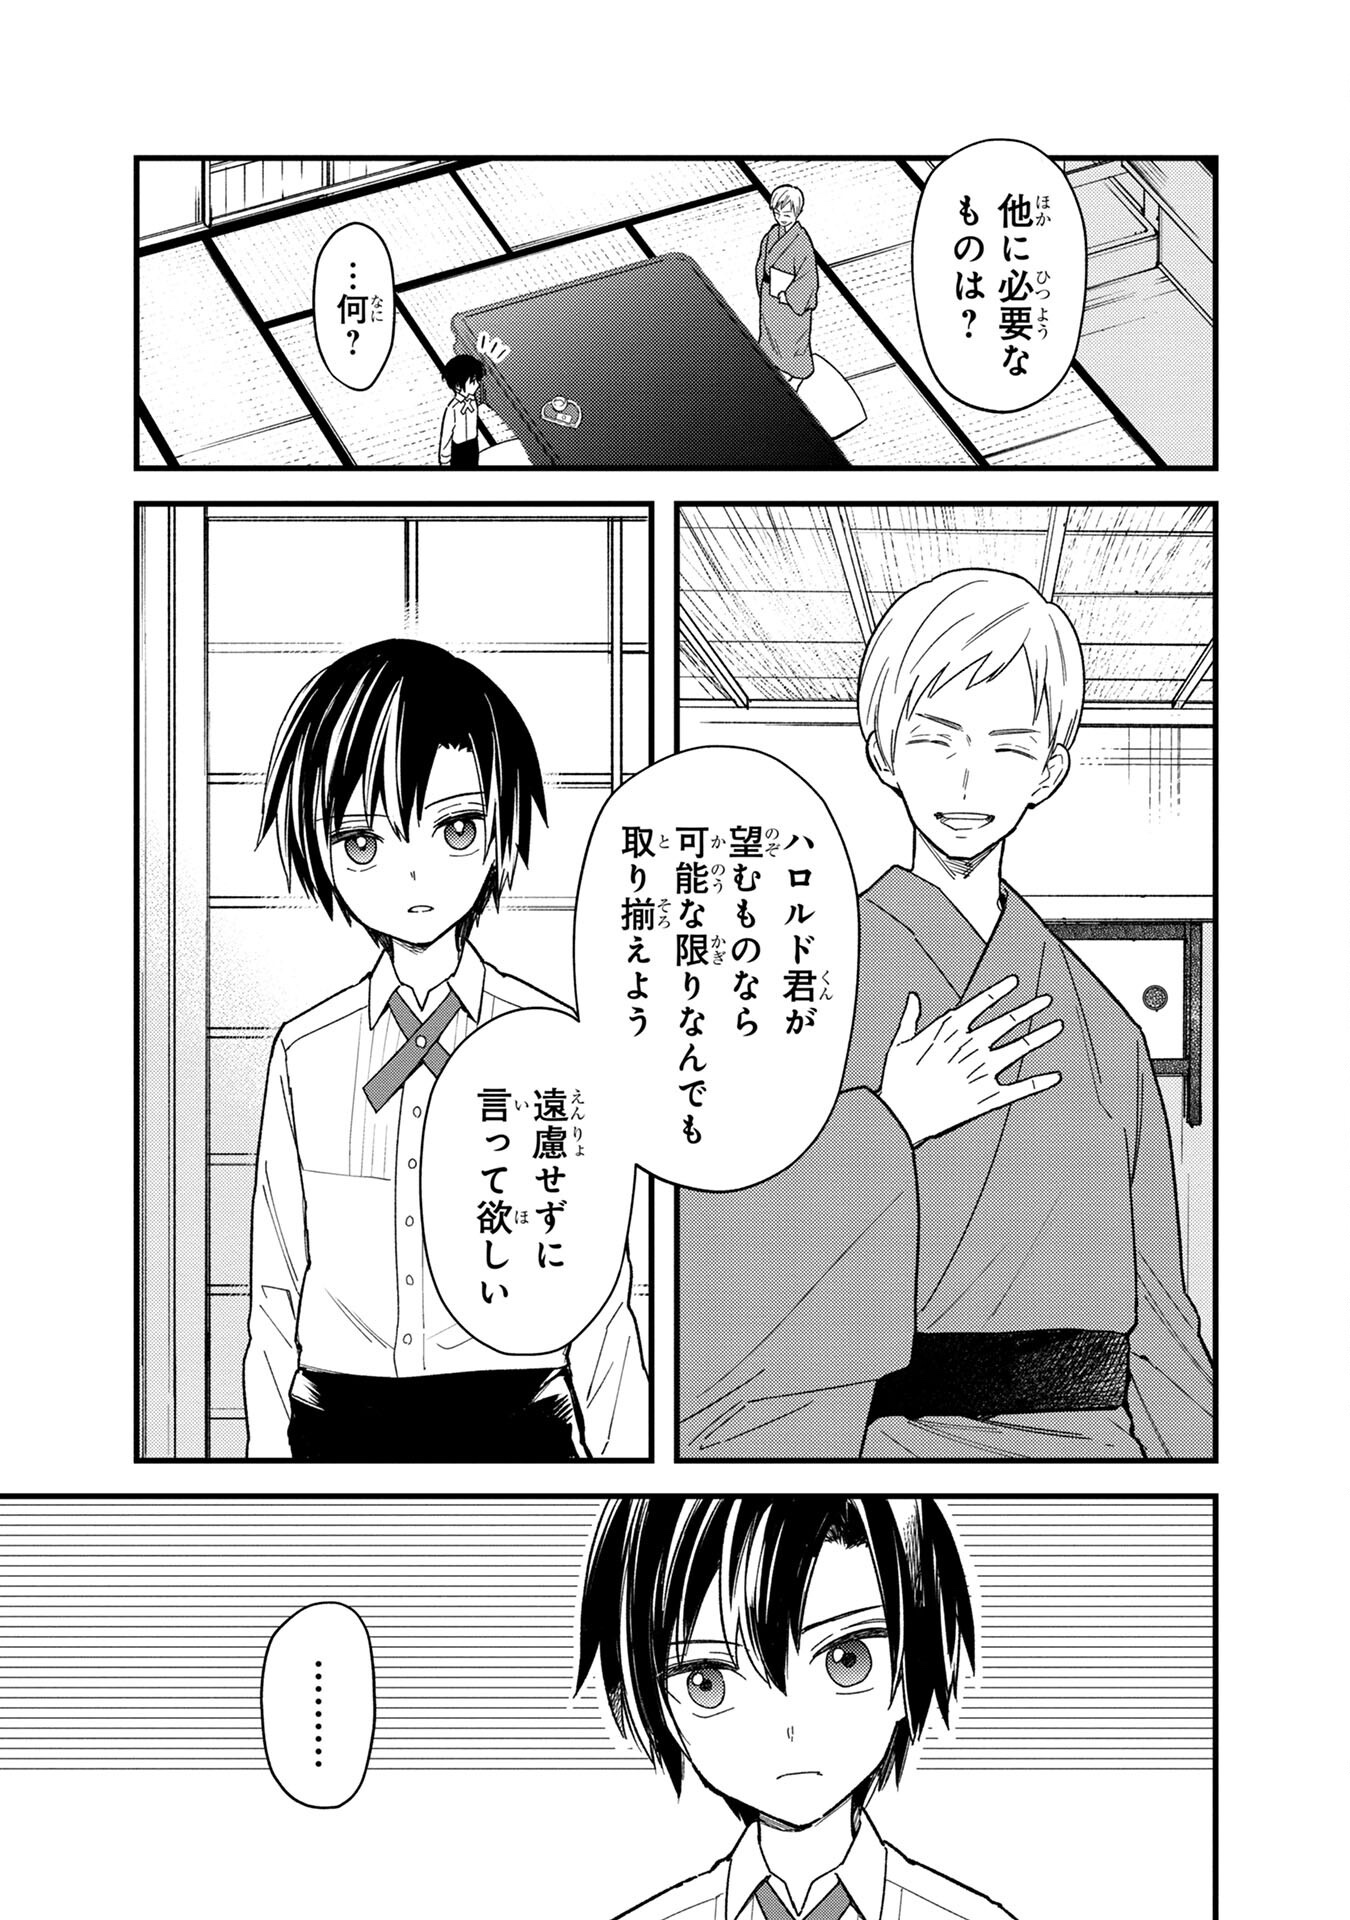 他に必要な
ものは？
…何？
ハロルド君が
望むものなら
可能な限りなんでも
取り揃えよう
遠慮せずに
言って欲しい
………